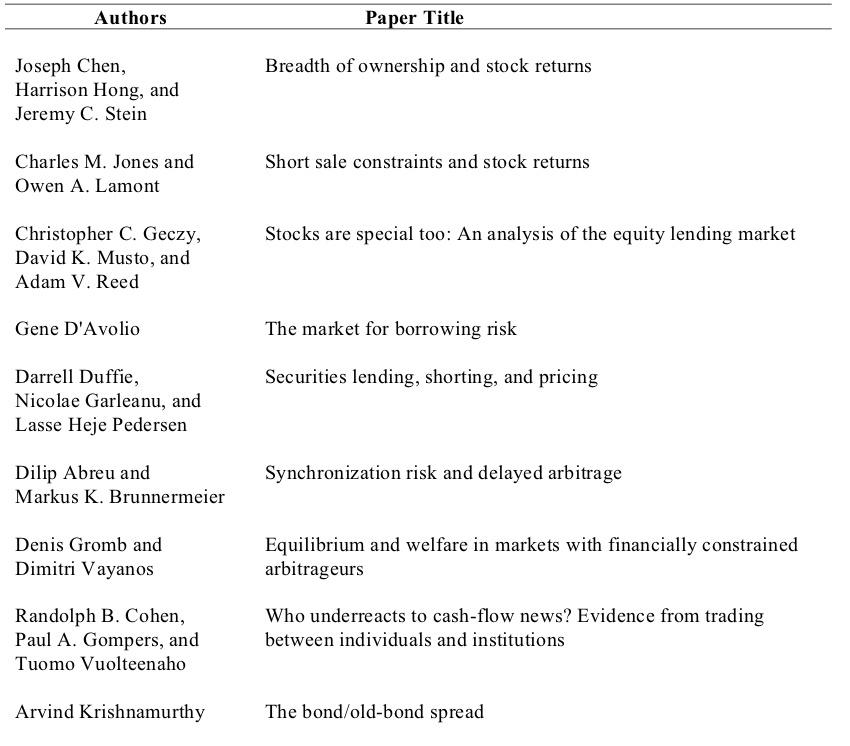 Authors Paper Title
Joseph Chen, Breadth of ownership and stock returns
Harrison Hong, and
Jeremy C. Stein
Charles M. Jones and Short sale constraints and stock returns
Owen A. Lamont
Christopher C. Geczy, Stocks are special too: An analysis of the equity lending market
David K. Musto, and
Adam V. Reed
Gene D'Avolio The market for borrowing risk
Darrell Duffie, Securities lending, shorting, and pricing
Nicolae Garleanu, and
Lasse Heje Pedersen
Dilip Abreu and Synchronization risk and delayed arbitrage
Markus K. Brunnermeier
Denis Gromb and Equilibrium and welfare in markets with financially constrained
Dimitri Vayanos arbitrageurs
Randolph B. Cohen, Who underreacts to cash-flow news? Evidence from trading
Paul A. Gompers, and between individuals and institutions
Tuomo Vuolteenaho
Arvind Krishnamurthy The bond/old-bond spread